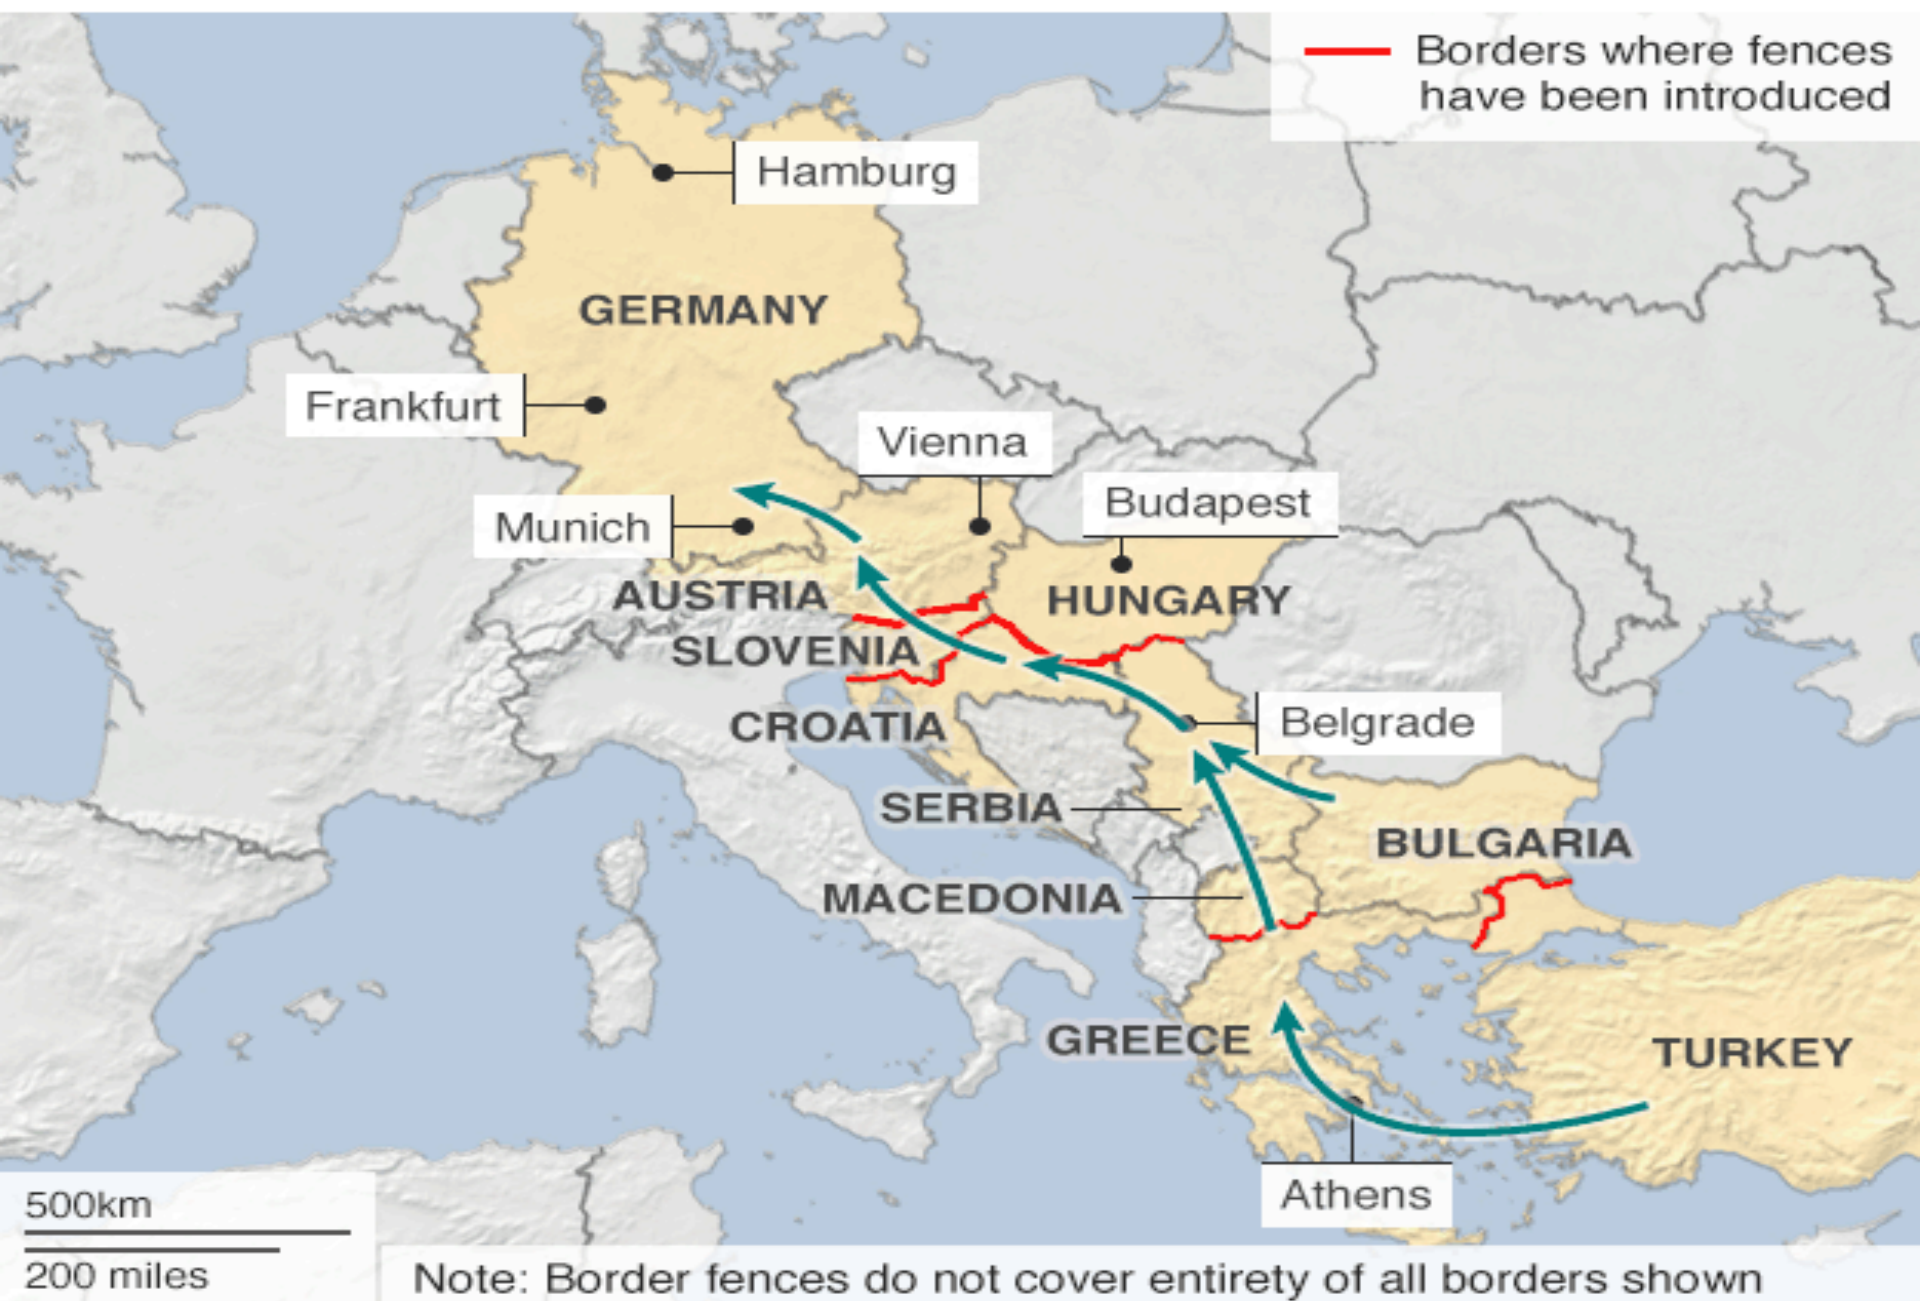 Borders where fences
have been introduced
Hamburg
GERMANY
Frankfurt
Vienna
Budapest
Munich
AUSTRIA
HUNGARY
SLOVENIA
CROATIA
Belgrade
SERBIA
BULGARIA
MACEDONIA
GREECE
TURKEY
Athens
500km
200 miles
Note: Border fences do not cover entirety of all borders shown